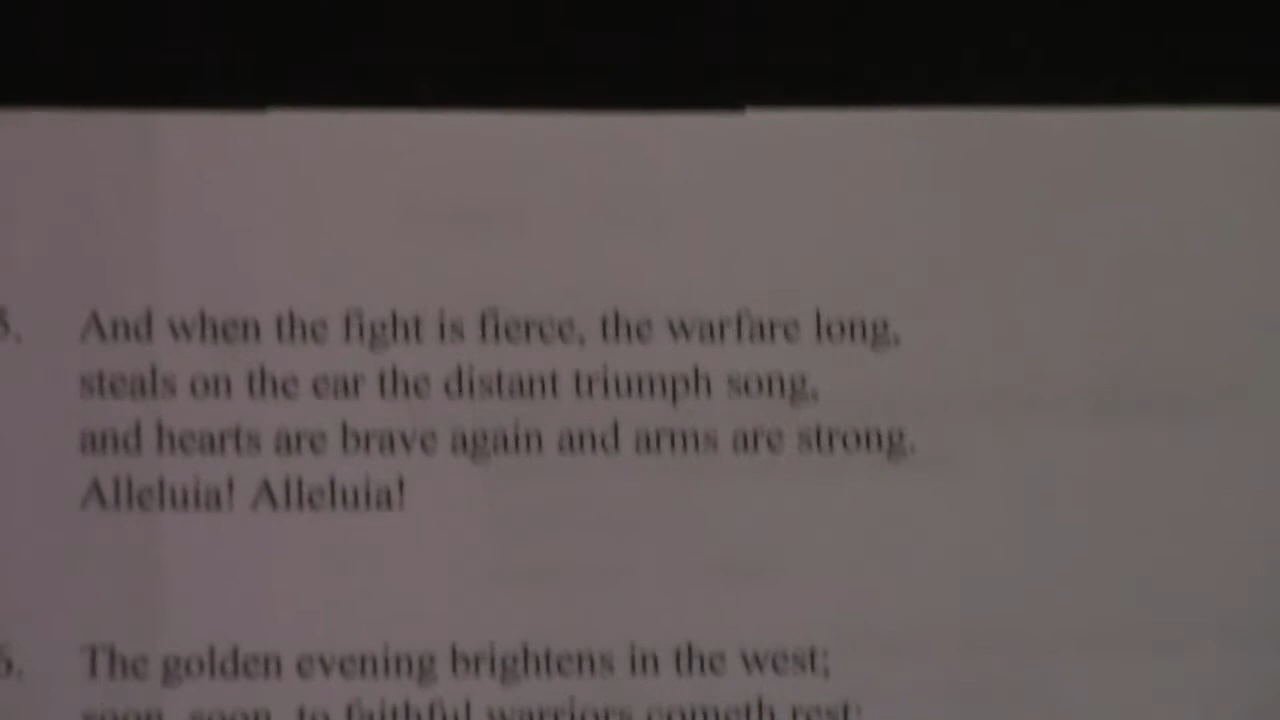 5. And when the fight is fierce, the warfare long,
steals on the ear the distant triumph song,
and hearts are brave again and arms are strong.
Alleluia! Alleluia!
6. The golden evening brightens in the west;
soon, soon, to faithful warriors cometh rest;